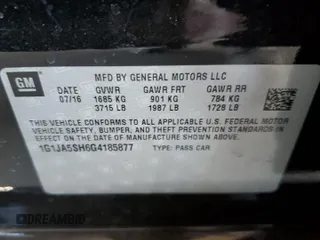 GM
MFD BY GENERAL MOTORS LLC
DATE GVWR GAWR FRT GAWR RR
07/16 1685 KG 901 KG 784 KG
3715 LB 1987 LB 1728 LB
THIS VEHICLE CONFORMS TO ALL APPLICABLE U.S. FEDERAL MOTOR
VEHICLE SAFETY, BUMPER, AND THEFT PREVENTION STANDARDS
IN EFFECT ON THE DATE OF MANUFACTURE SHOWN ABOVE.
1G1JA5SH6G4185877 TYPE: PASS CAR
BIDINFO.COM